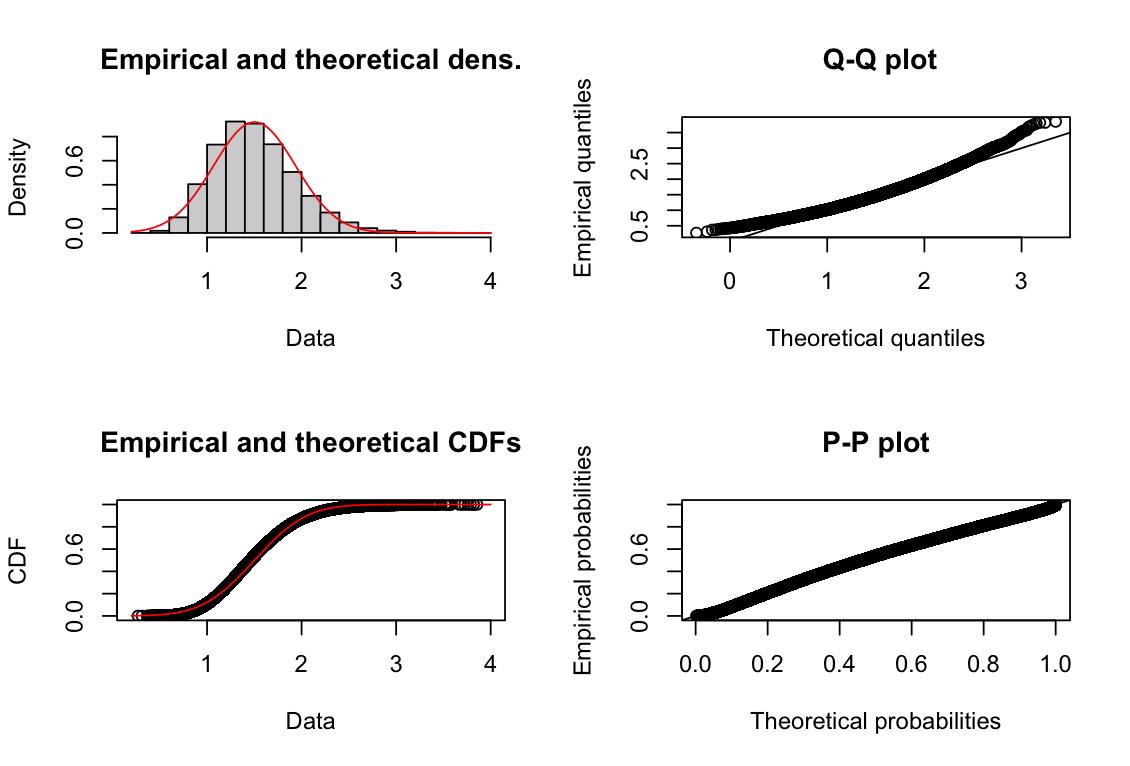 Empirical and theoretical dens.
Density
0.0
0.6
1
2
3
4
Data
Q-Q plot
Empirical quantiles
0.5
2.5
0
1
2
3
Theoretical quantiles
Empirical and theoretical CDFs
CDF
0.0
0.6
1
2
3
4
Data
P-P plot
Empirical probabilities
0.0
0.6
0.0
0.2
0.4
0.6
0.8
1.0
Theoretical probabilities